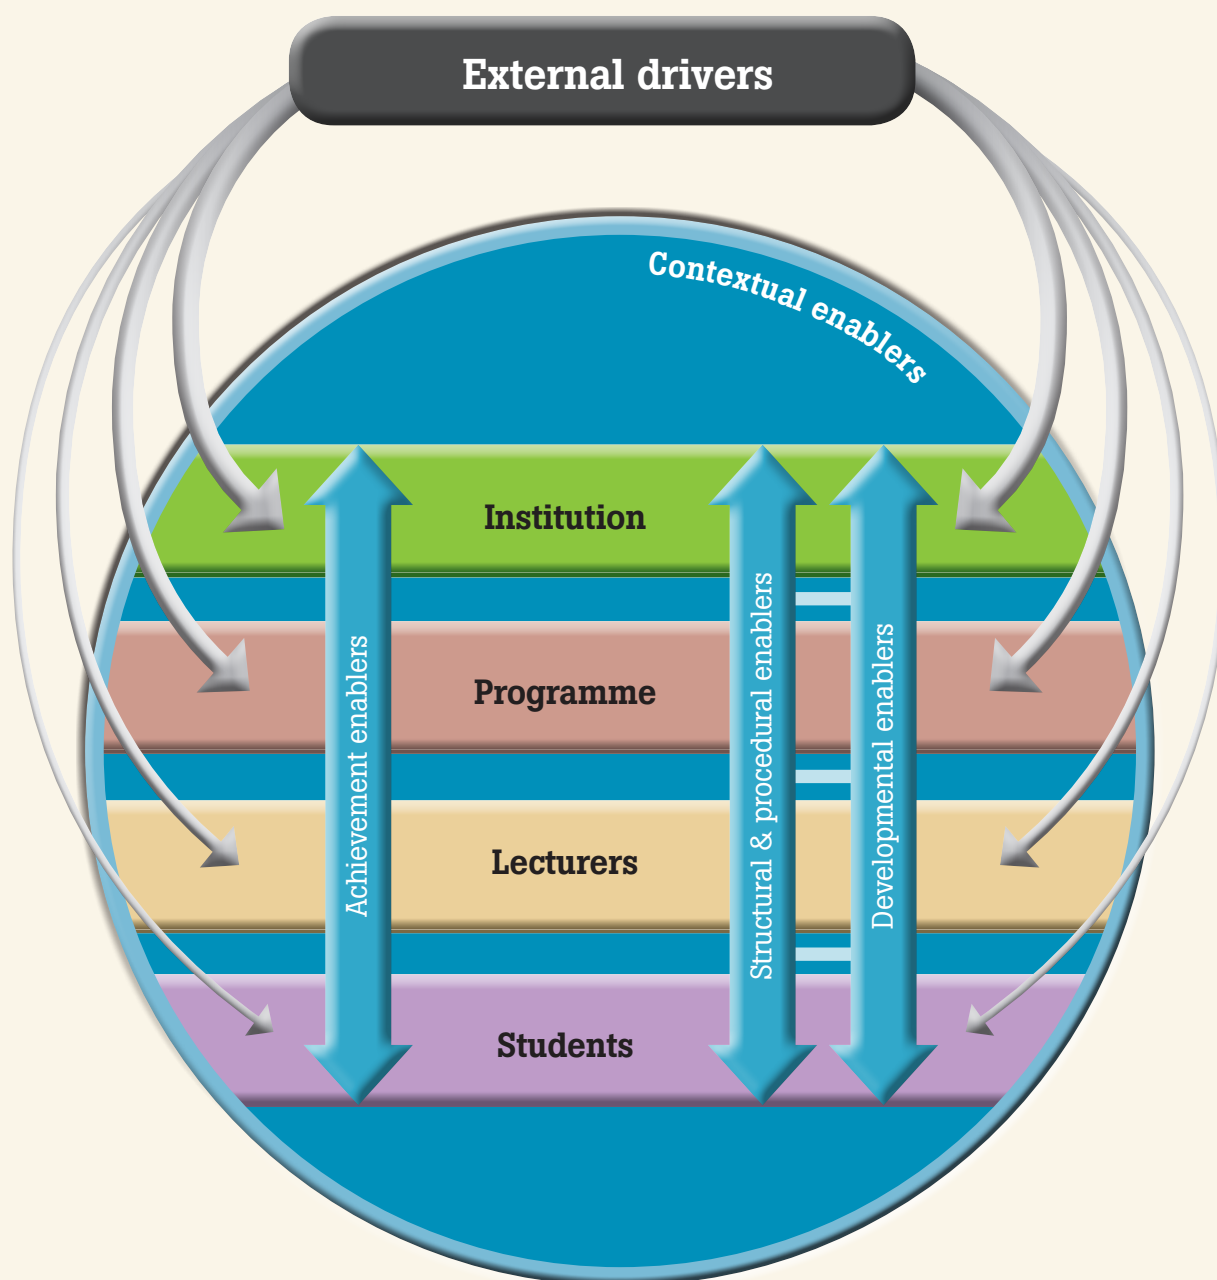 External drivers
Contextual enablers
Institution
Programme
Lecturers
Students
Achievement enablers
Structural & procedural enablers
Developmental enablers